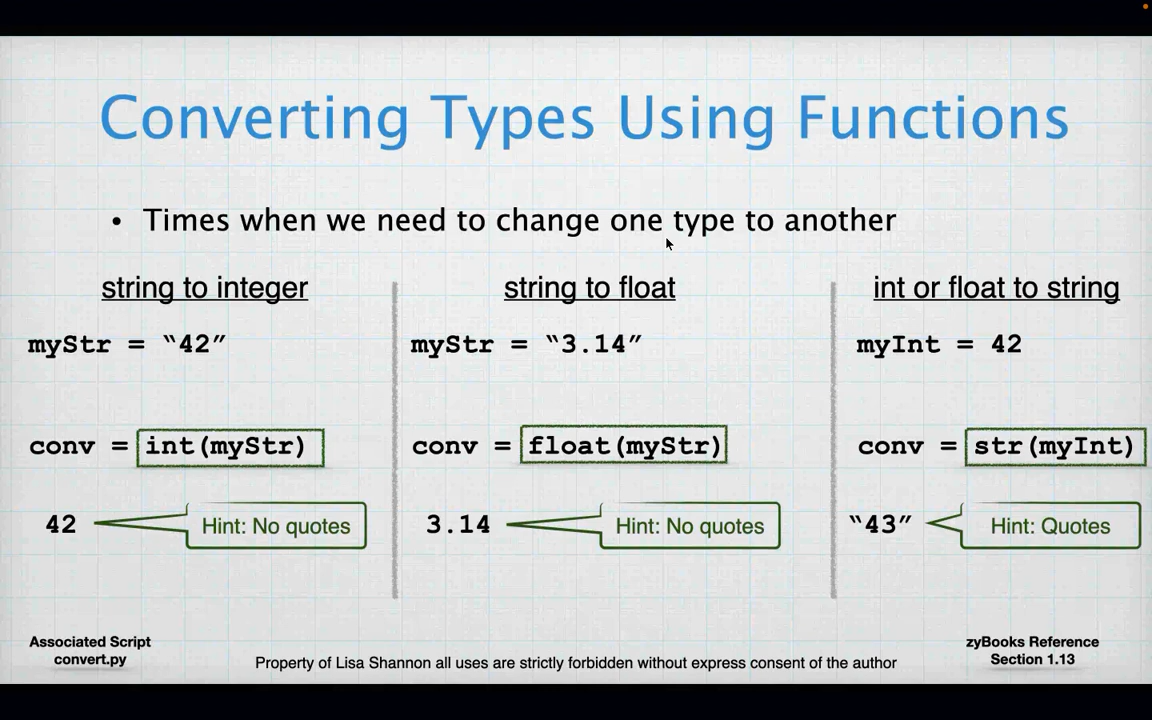 Converting Types Using Functions
• Times when we need to change one type to another
string to integer
myStr = “42”
conv = int(myStr)
42
Hint: No quotes
string to float
myStr = “3.14”
conv = float(myStr)
3.14
Hint: No quotes
int or float to string
myInt = 42
conv = str(myInt)
“43”
Hint: Quotes
Associated Script
convert.py
Property of Lisa Shannon all uses are strictly forbidden without express consent of the author
zyBooks Reference
Section 1.13